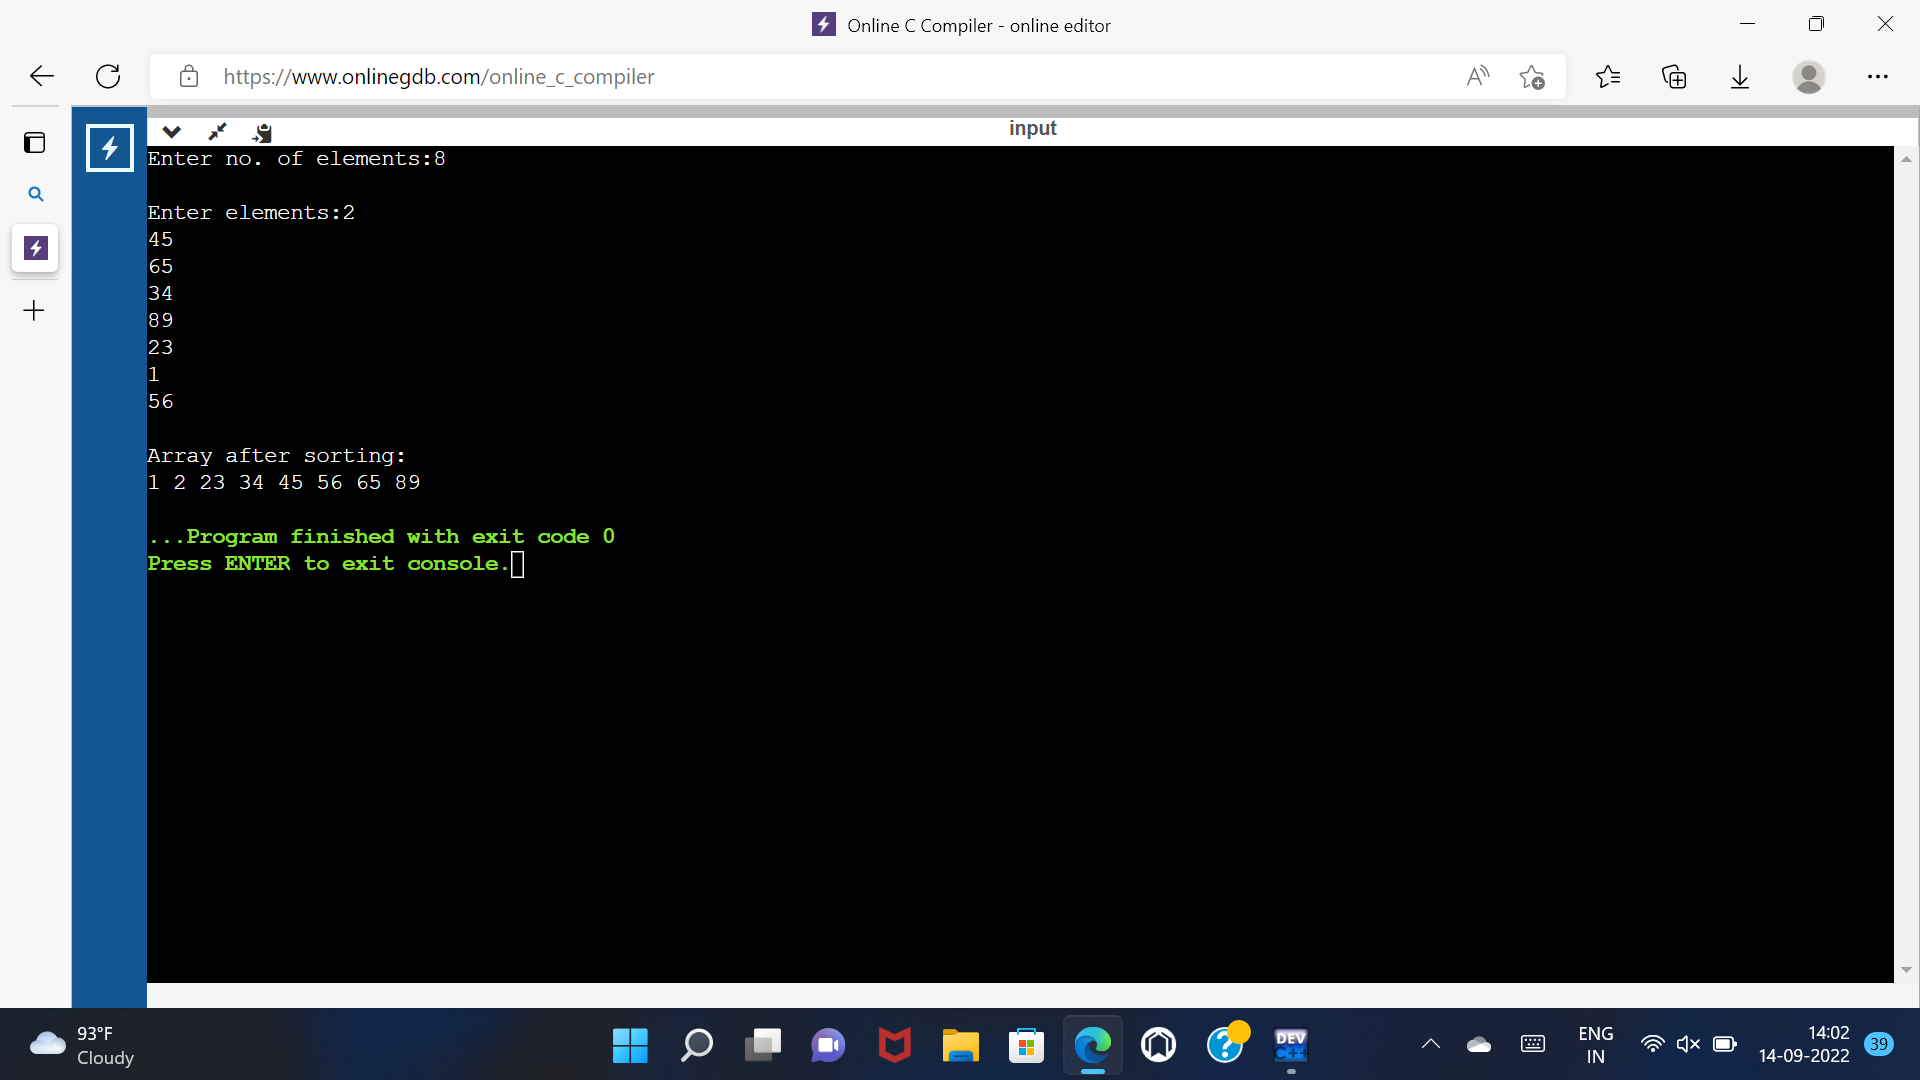 Online C Compiler - online editor
https://www.onlinegdb.com/online_c_compiler
input
Enter no. of elements:8
Enter elements:2
45
65
34
89
23
1
56
Array after sorting:
1 2 23 34 45 56 65 89
...Program finished with exit code 0
Press ENTER to exit console.
93°F
Cloudy
DEV
C++
ENG
IN
14:02
14-09-2022
39